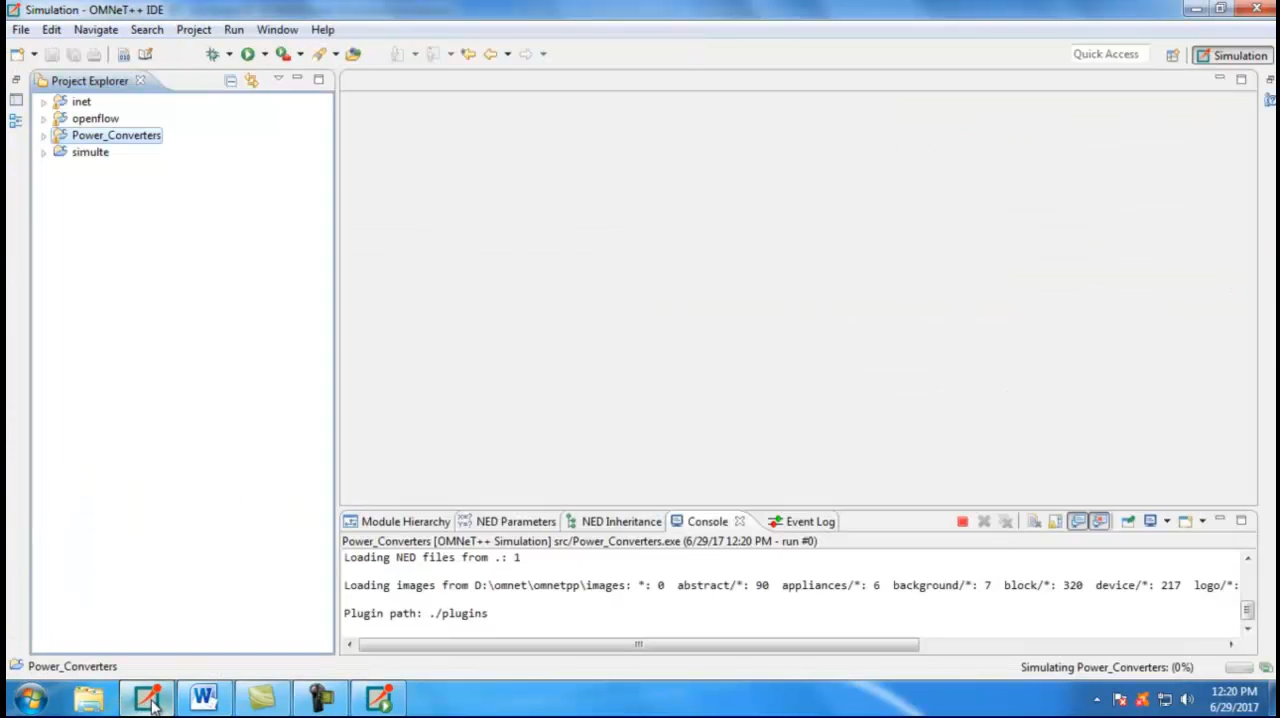 Simulation - OMNeT++ IDE
File Edit Navigate Search Project Run Window Help
Quick Access
Simulation
Project Explorer
inet
openflow
Power_Converters
simulte
Module Hierarchy NED Parameters NED Inheritance Console Event Log
Power_Converters [OMNeT++ Simulation] src/Power_Converters.exe (6/29/17 12:20 PM - run #0)
Loading NED files from .: 1
Loading images from D:\omnet\omnetpp\images: *: 0 abstract/*: 90 appliances/*: 6 background/*: 7 block/*: 320 device/*: 217 logo/*:
Plugin path: ./plugins
Power_Converters
Simulating Power_Converters: (0%)
12:20 PM
6/29/2017